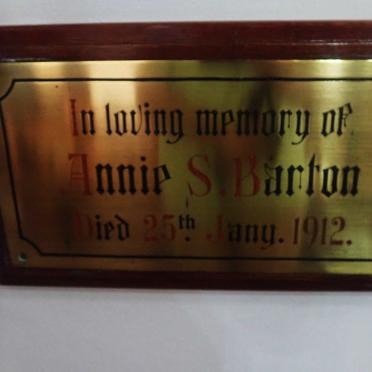 In loving memory of
Annie S. Barton
Died 25th Jany. 1912.